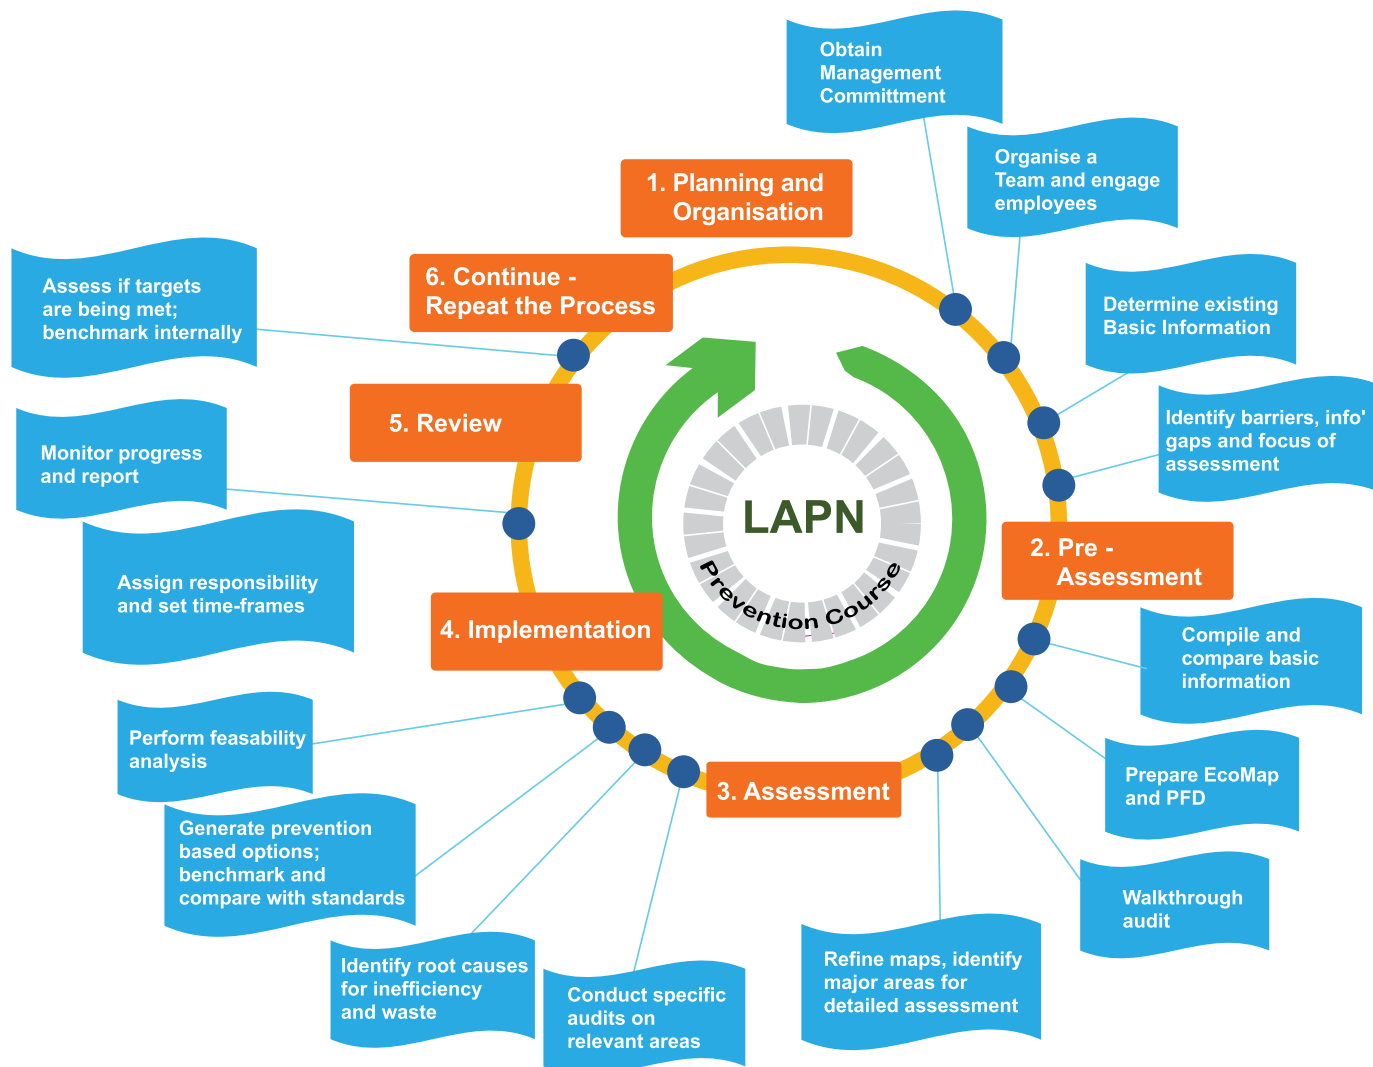 Obtain
Management
Committment
Organise a
Team and engage
employees
1. Planning and
Organisation
6. Continue -
Repeat the Process
Assess if targets
are being met;
benchmark internally
Determine existing
Basic Information
5. Review
Identify barriers, info'
gaps and focus of
assessment
Monitor progress
and report
LAPN
Prevention Course
2. Pre -
Assessment
Assign responsibility
and set time-frames
4. Implementation
Compile and
compare basic
information
Perform feasability
analysis
Prepare EcoMap
and PFD
3. Assessment
Generate prevention
based options;
benchmark and
compare with standards
Walkthrough
audit
Identify root causes
for inefficiency
and waste
Conduct specific
audits on
relevant areas
Refine maps, identify
major areas for
detailed assessment